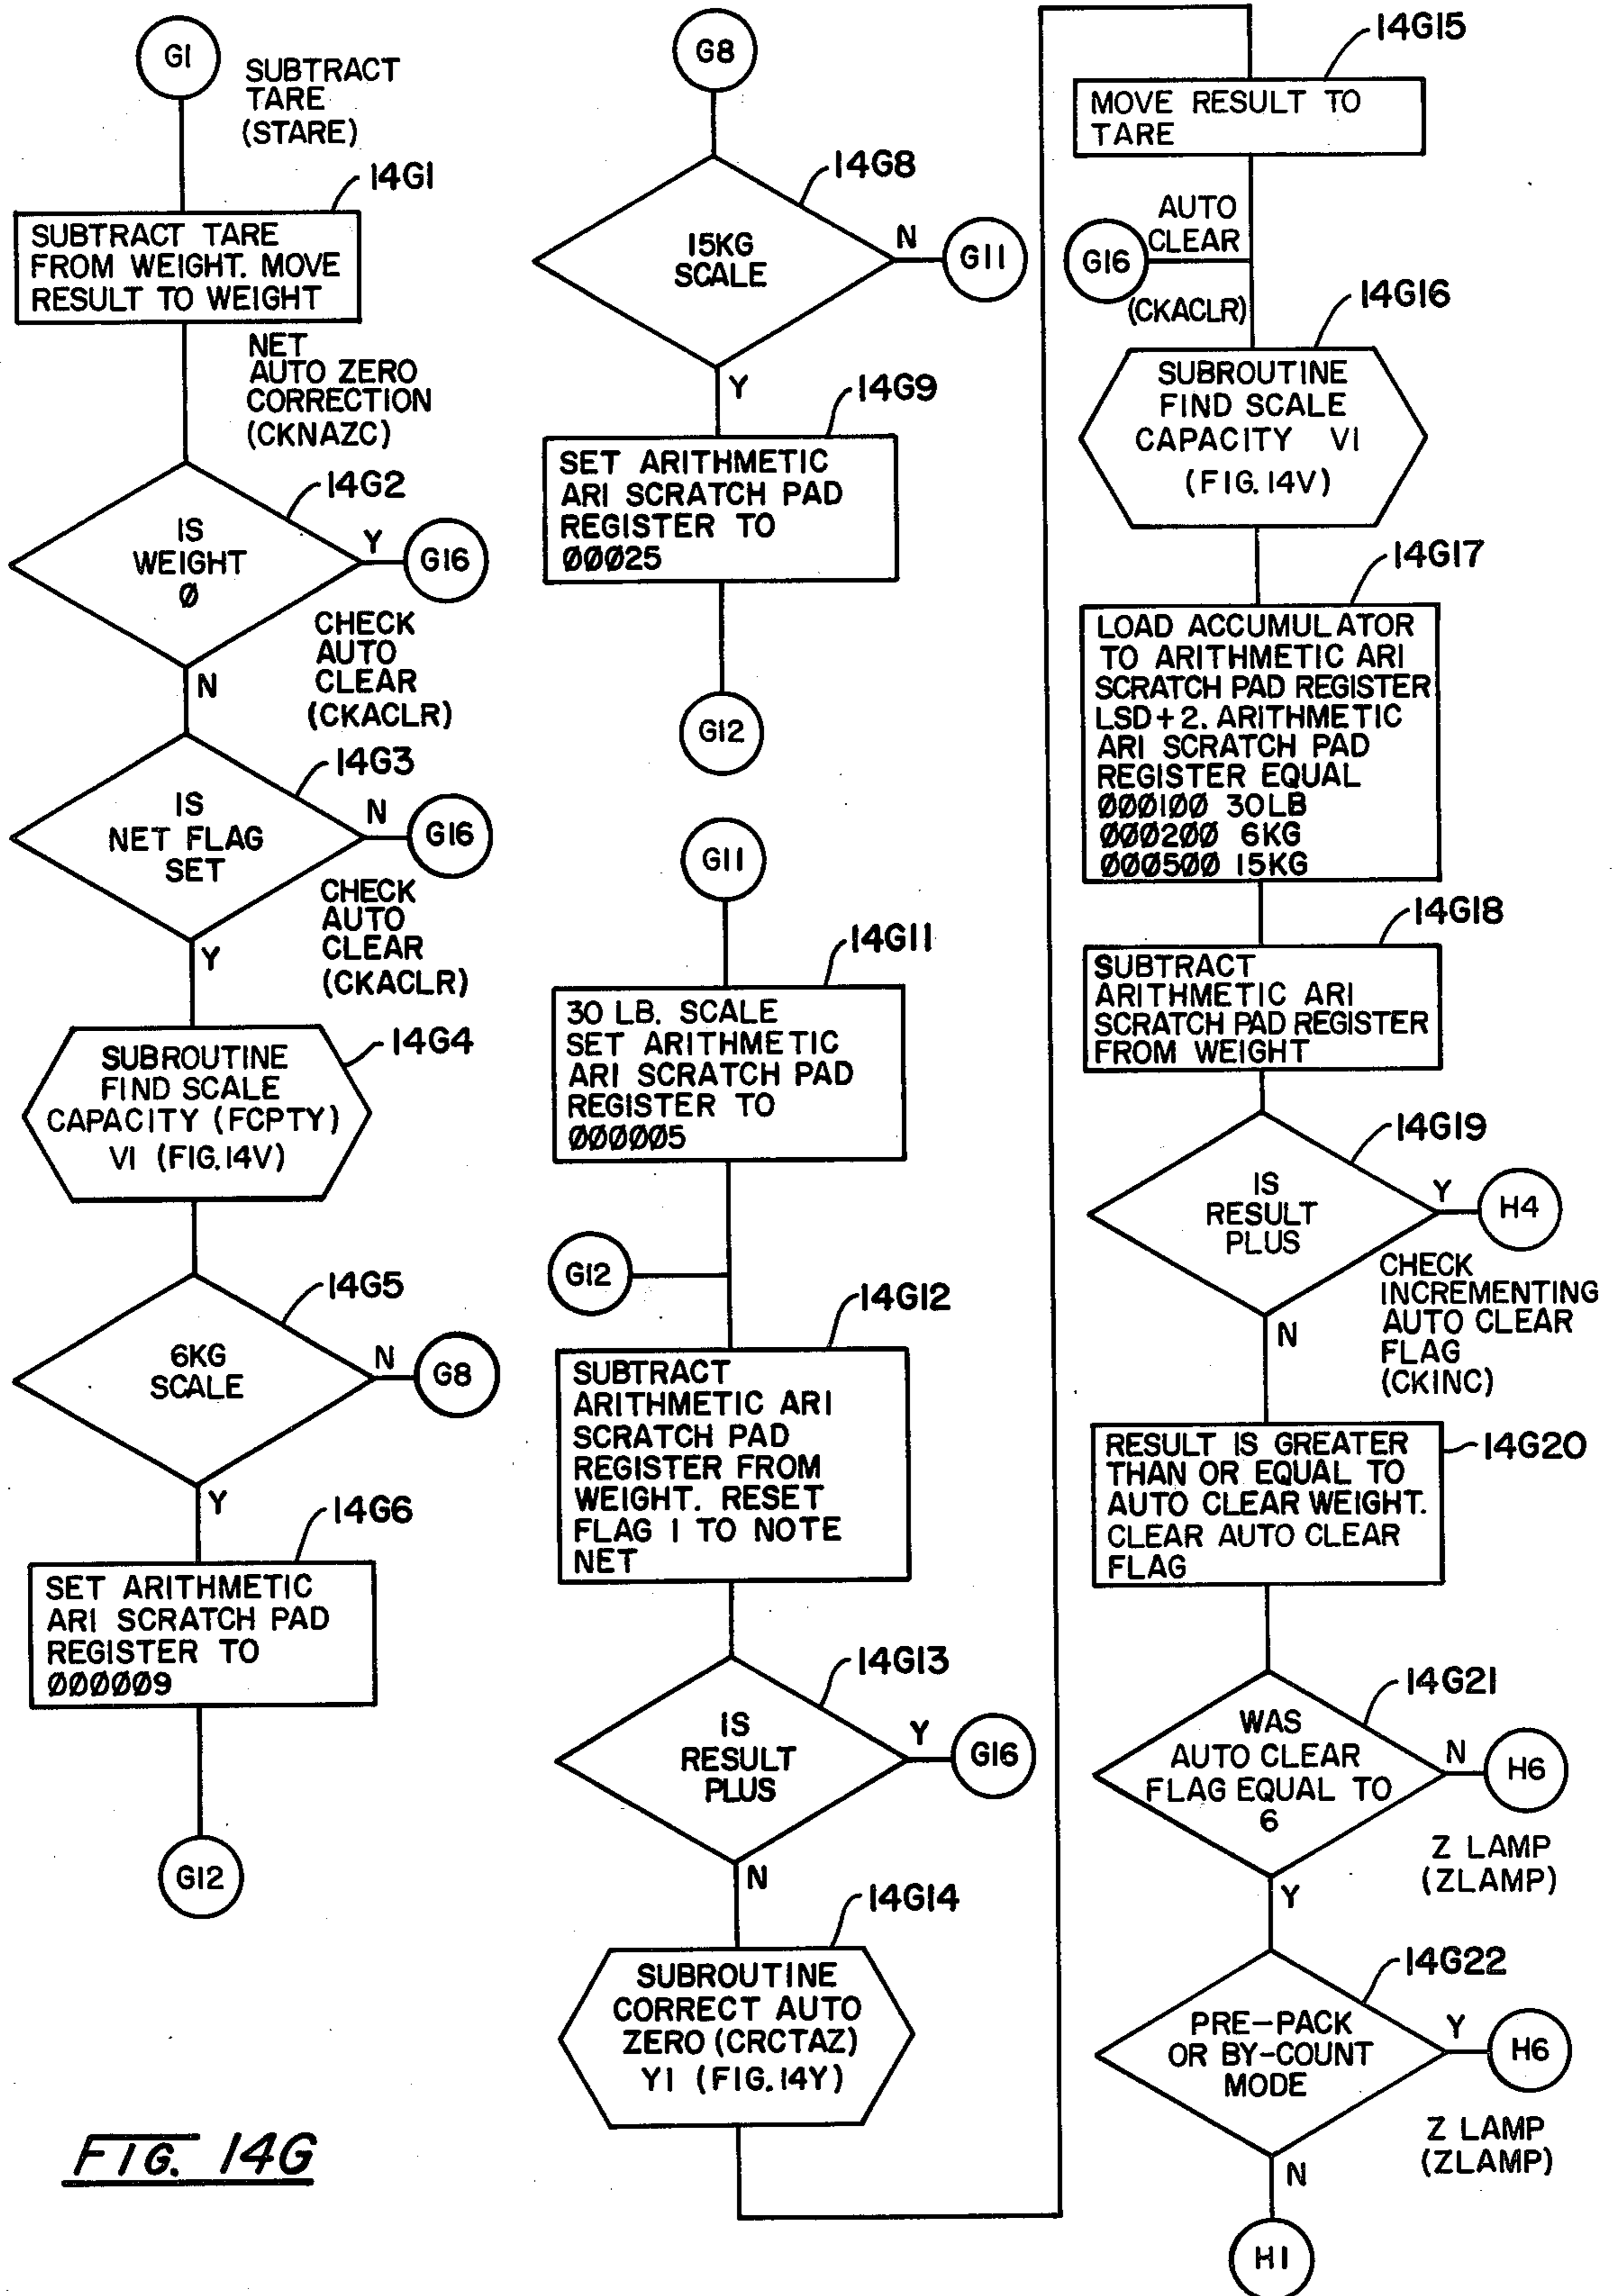 G1
SUBTRACT
TARE
(STARE)
14G1
SUBTRACT TARE
FROM WEIGHT. MOVE
RESULT TO WEIGHT
NET
AUTO ZERO
CORRECTION
(CKNAZC)
14G2
IS
WEIGHT
Ø
Y
G16
N
CHECK
AUTO
CLEAR
(CKACLR)
14G3
IS
NET FLAG
SET
N
G16
Y
CHECK
AUTO
CLEAR
(CKACLR)
14G4
SUBROUTINE
FIND SCALE
CAPACITY (FCPTY)
V1 (FIG.14V)
14G5
6KG
SCALE
N
G8
Y
14G6
SET ARITHMETIC
AR1 SCRATCH PAD
REGISTER TO
ØØØØØ9
G12
G8
14G8
15KG
SCALE
N
G11
Y
14G9
SET ARITHMETIC
AR1 SCRATCH PAD
REGISTER TO
ØØØ25
G12
G11
14G11
30 LB. SCALE
SET ARITHMETIC
AR1 SCRATCH PAD
REGISTER TO
ØØØØØ5
G12
14G12
SUBTRACT
ARITHMETIC AR1
SCRATCH PAD
REGISTER FROM
WEIGHT. RESET
FLAG 1 TO NOTE
NET
14G13
IS
RESULT
PLUS
Y
G16
N
14G14
SUBROUTINE
CORRECT AUTO
ZERO (CRCTAZ)
Y1 (FIG.14Y)
14G15
MOVE RESULT TO
TARE
AUTO
CLEAR
G16
(CKACLR)
14G16
SUBROUTINE
FIND SCALE
CAPACITY V1
(FIG.14V)
14G17
LOAD ACCUMULATOR
TO ARITHMETIC AR1
SCRATCH PAD REGISTER
LSD+2. ARITHMETIC
AR1 SCRATCH PAD
REGISTER EQUAL
ØØØ1ØØ 30LB
ØØØ2ØØ 6KG
ØØØ5ØØ 15KG
14G18
SUBTRACT
ARITHMETIC AR1
SCRATCH PAD REGISTER
FROM WEIGHT
14G19
IS
RESULT
PLUS
Y
H4
N
CHECK
INCREMENTING
AUTO CLEAR
FLAG
(CKINC)
14G20
RESULT IS GREATER
THAN OR EQUAL TO
AUTO CLEAR WEIGHT.
CLEAR AUTO CLEAR
FLAG
14G21
WAS
AUTO CLEAR
FLAG EQUAL TO
6
N
H6
Y
Z LAMP
(ZLAMP)
14G22
PRE-PACK
OR BY-COUNT
MODE
Y
H6
Z LAMP
(ZLAMP)
N
H1
FIG. 14G